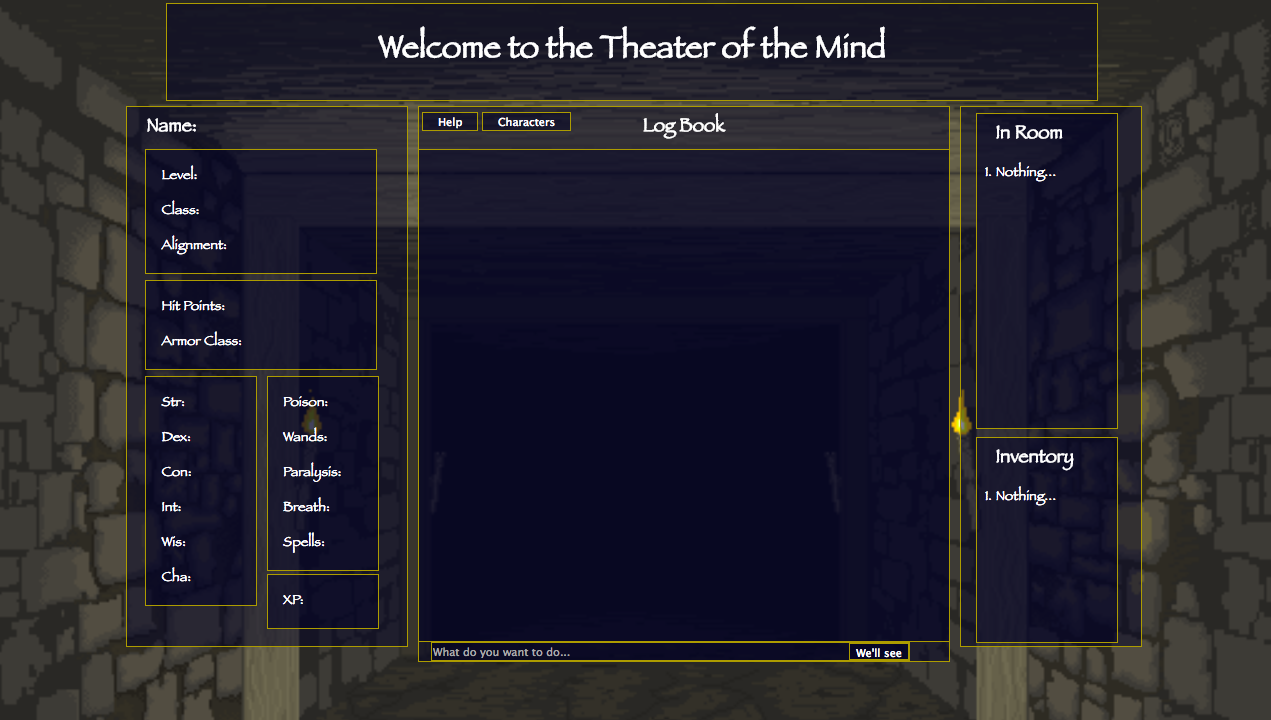 Welcome to the Theater of the Mind
Name:
Level:
Class:
Alignment:
Hit Points:
Armor Class:
Str:
Dex:
Con:
Int:
Wis:
Cha:
Poison:
Wands:
Paralysis:
Breath:
Spells:
XP:
Help
Characters
Log Book
What do you want to do...
We'll see
In Room
1. Nothing...
Inventory
1. Nothing...